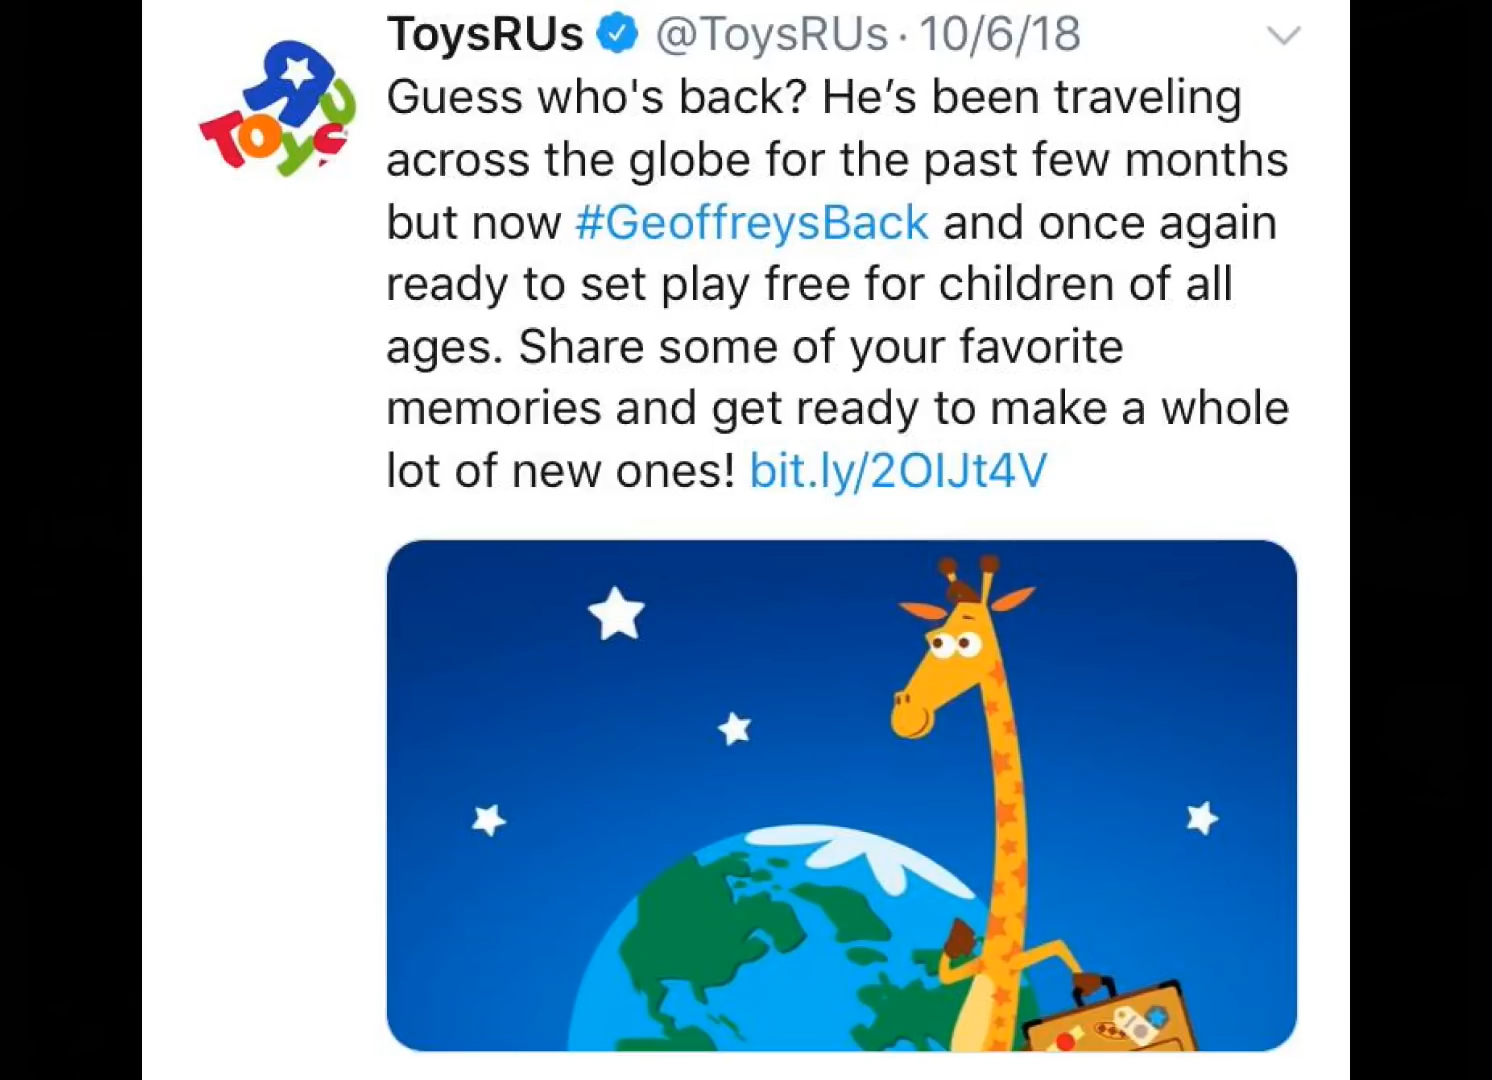 ToysRUs @ToysRUs · 10/6/18
Guess who's back? He’s been traveling
across the globe for the past few months
but now #GeoffreysBack and once again
ready to set play free for children of all
ages. Share some of your favorite
memories and get ready to make a whole
lot of new ones! bit.ly/2OIJt4V
Toys R U S